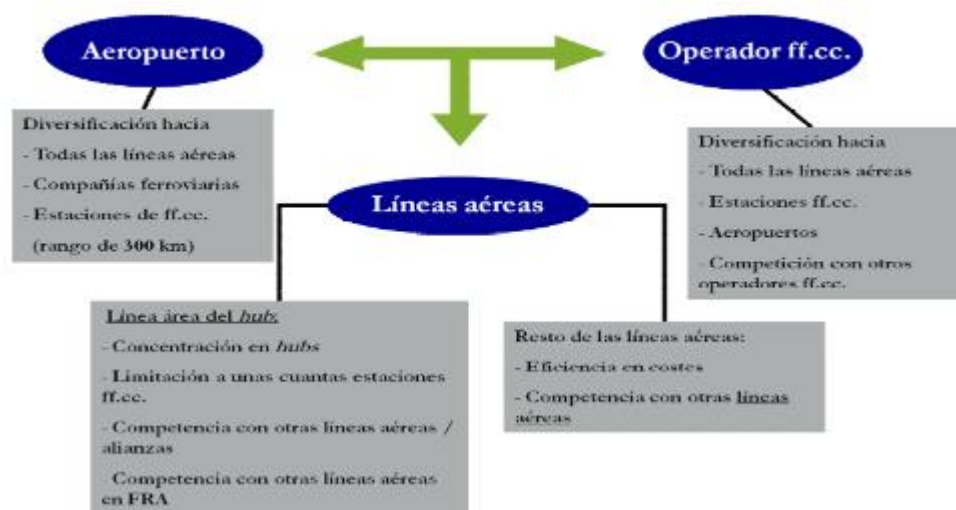 Aeropuerto
Operador ff.cc.
Diversificación hacia
- Todas las líneas aéreas
- Compañías ferroviarias
- Estaciones de ff.cc.
(rango de 300 km)
Diversificación hacia
- Todas las líneas aéreas
- Estaciones ff.cc.
- Aeropuertos
- Competición con otros
operadores ff.cc.
Líneas aéreas
Línea área del hubs
- Concentración en hubs
- Limitación a unas cuantas estaciones
ff.cc.
- Competencia con otras líneas aéreas /
alianzas
- Competencia con otras líneas aéreas
en FRA
Resto de las líneas aéreas:
- Eficiencia en costes
- Competencia con otras líneas
aéreas